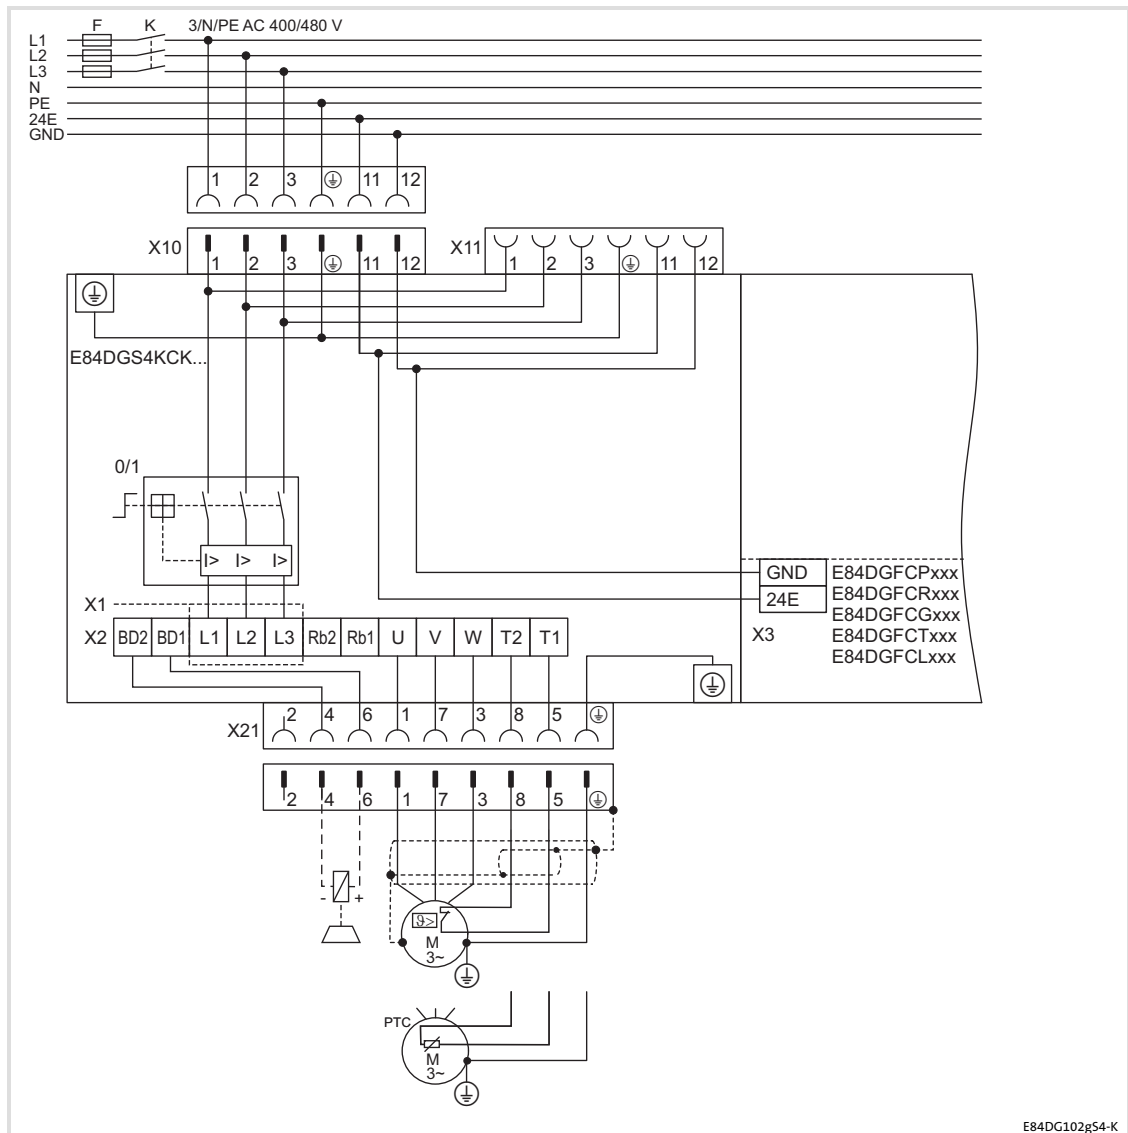 F K 3/N/PE AC 400/480 V
L1
L2
L3
N
PE
24E
GND
1 2 3 11 12
X10 X11
1 2 3 11 12 1 2 3 11 12
E84DGS4KCK...
0/1
I> I> I>
GND E84DGFCPxxx
24E E84DGFCRxxx
E84DGFCGxxx
X3 E84DGFCTxxx
E84DGFCLxxx
X1
X2 BD2 BD1 L1 L2 L3 Rb2 Rb1 U V W T2 T1
X21 2 4 6 1 7 3 8 5
2 4 6 1 7 3 8 5
- +
ϑ>
M
3~
PTC
M
3~
E84DG102gS4-K